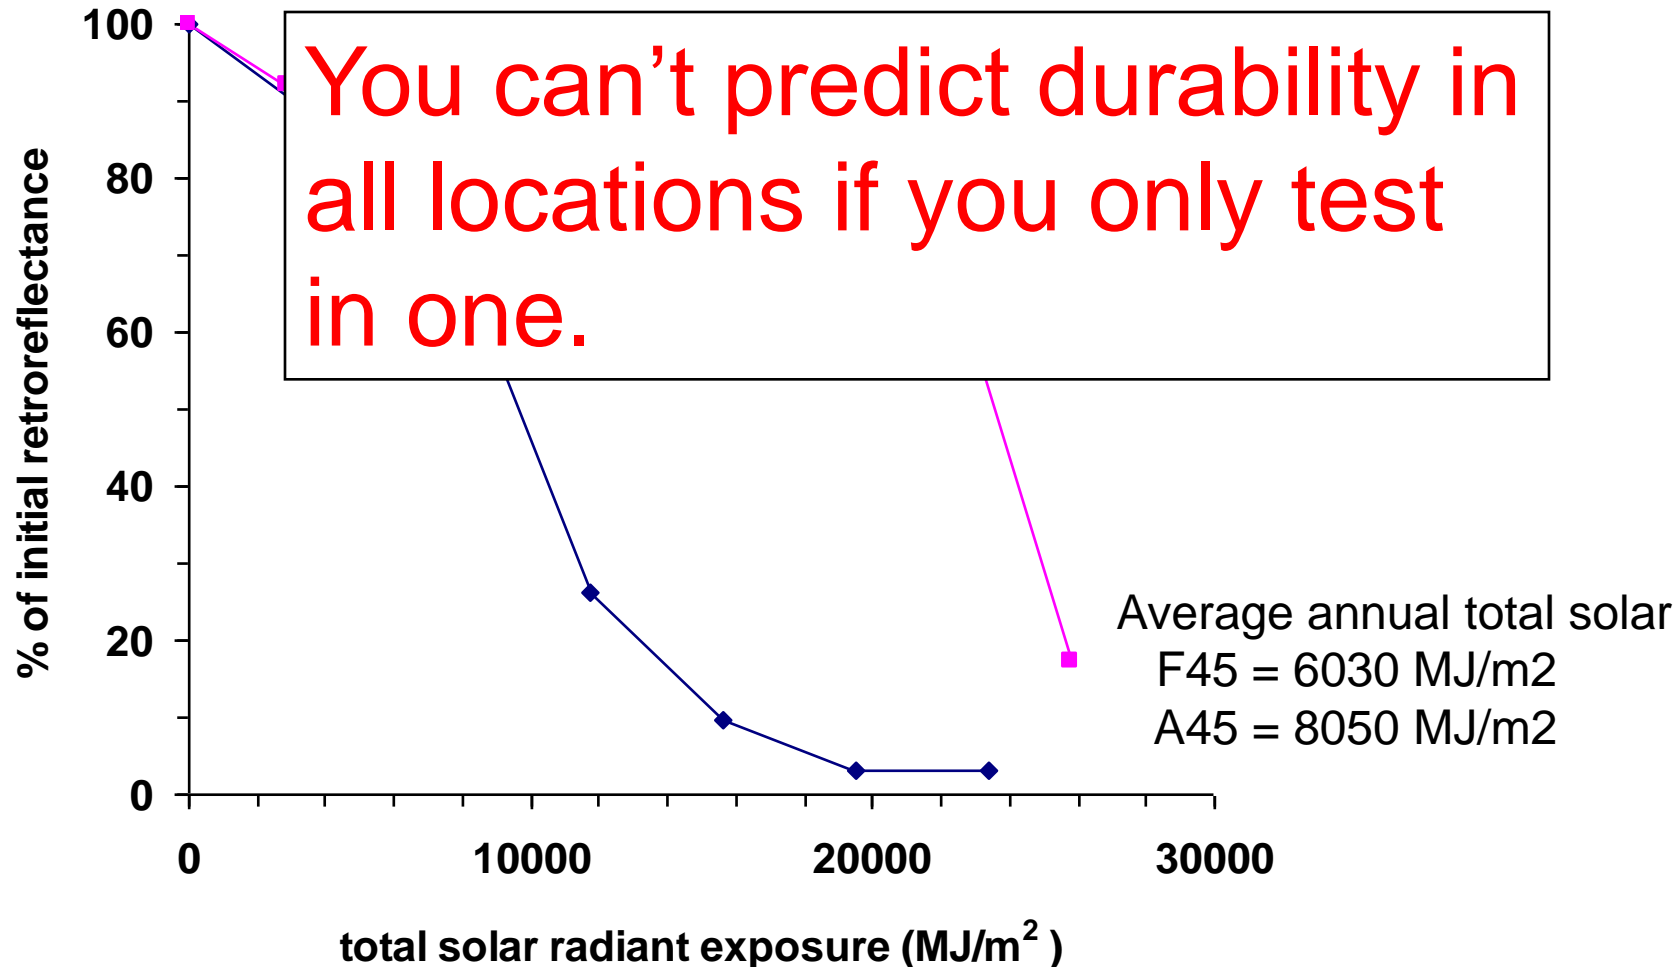 You can’t predict durability in
all locations if you only test
in one.
% of initial retroreflectance
100
80
60
40
20
0
0 10000 20000 30000
total solar radiant exposure (MJ/m² )
Average annual total solar
F45 = 6030 MJ/m2
A45 = 8050 MJ/m2